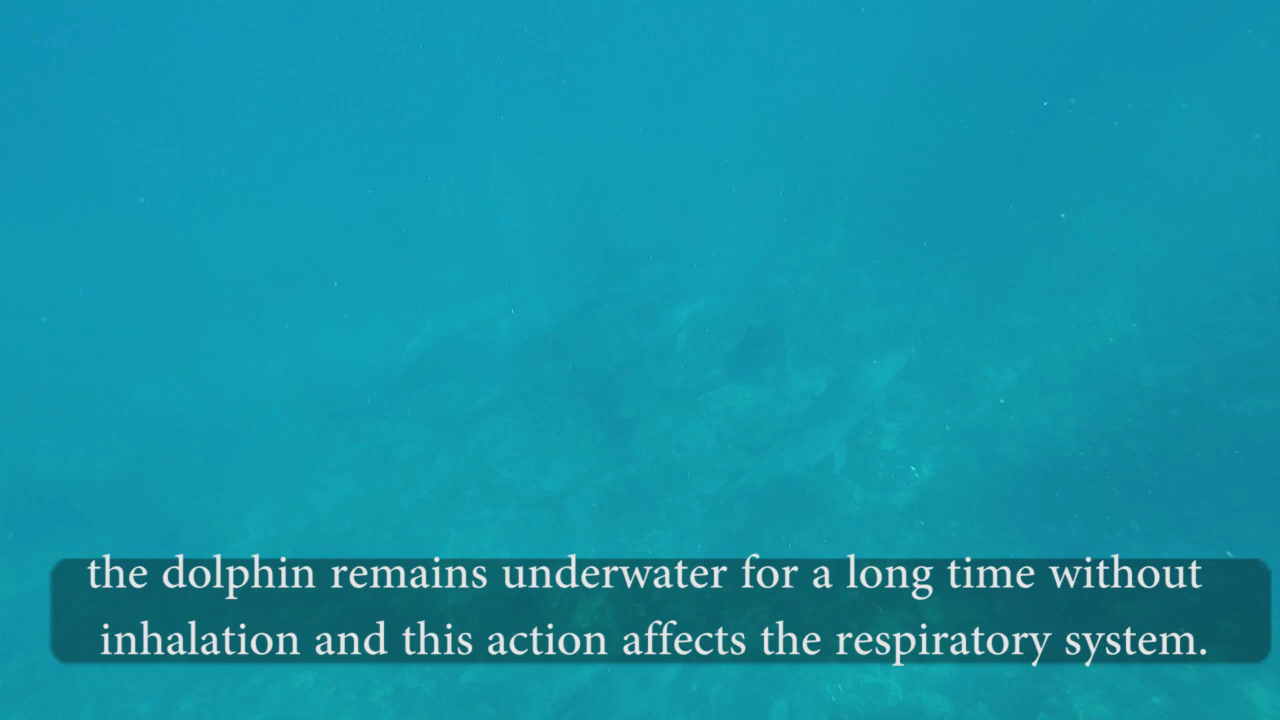 the dolphin remains underwater for a long time without
inhalation and this action affects the respiratory system.